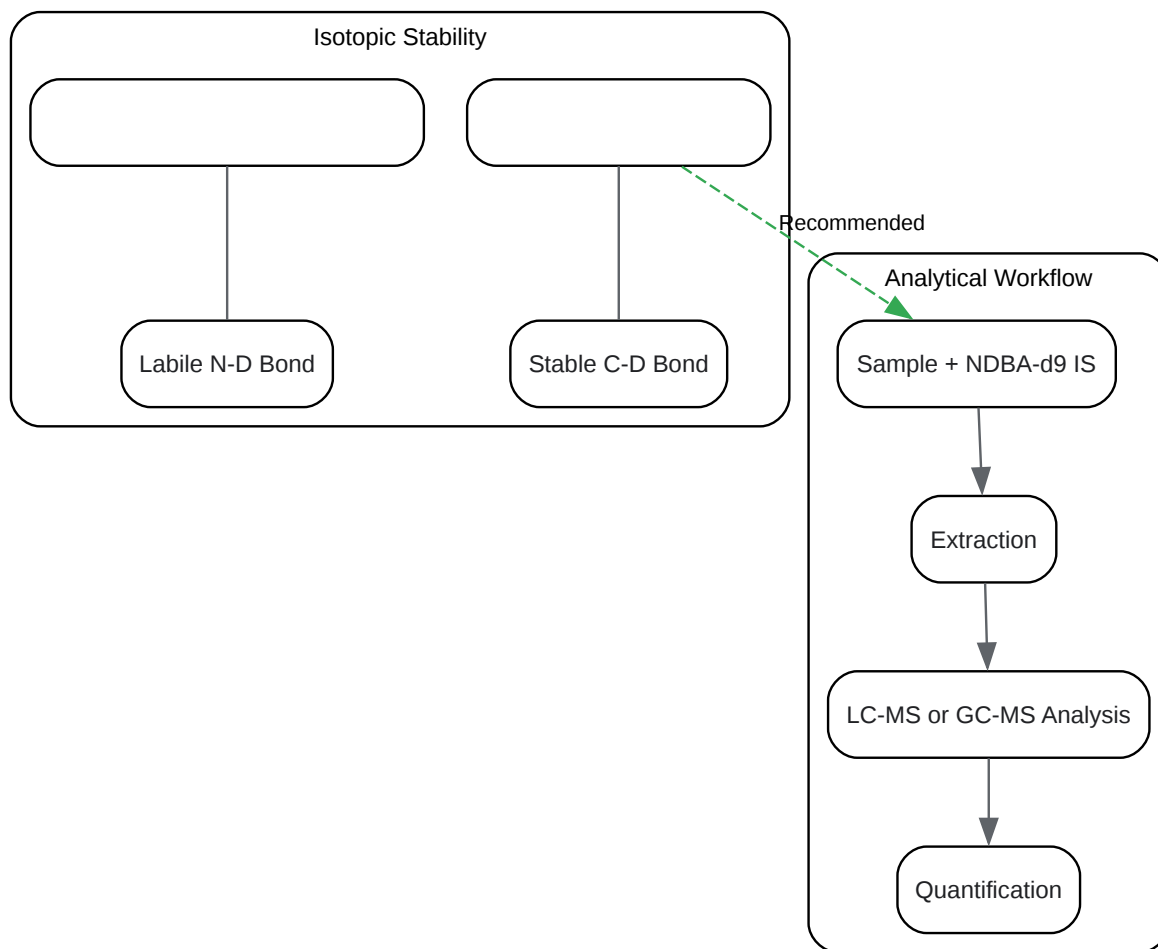 Isotopic Stability
Labile N-D Bond
Stable C-D Bond
Recommended
Analytical Workflow
Sample + NDBA-d9 IS
Extraction
LC-MS or GC-MS Analysis
Quantification